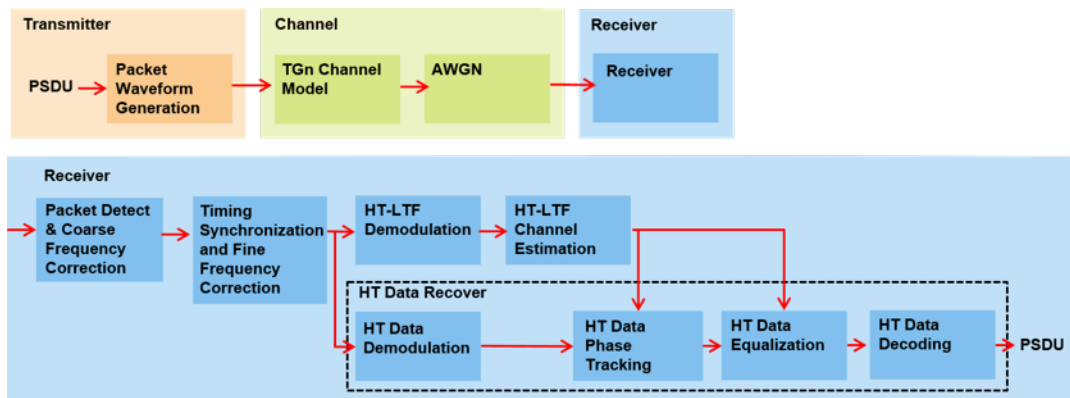 Transmitter
PSDU
Packet
Waveform
Generation
Channel
TGn Channel
Model
AWGN
Receiver
Receiver
Receiver
Packet Detect
& Coarse
Frequency
Correction
Timing
Synchronization
and Fine
Frequency
Correction
HT-LTF
Demodulation
HT-LTF
Channel
Estimation
HT Data Recover
HT Data
Demodulation
HT Data
Phase
Tracking
HT Data
Equalization
HT Data
Decoding
PSDU